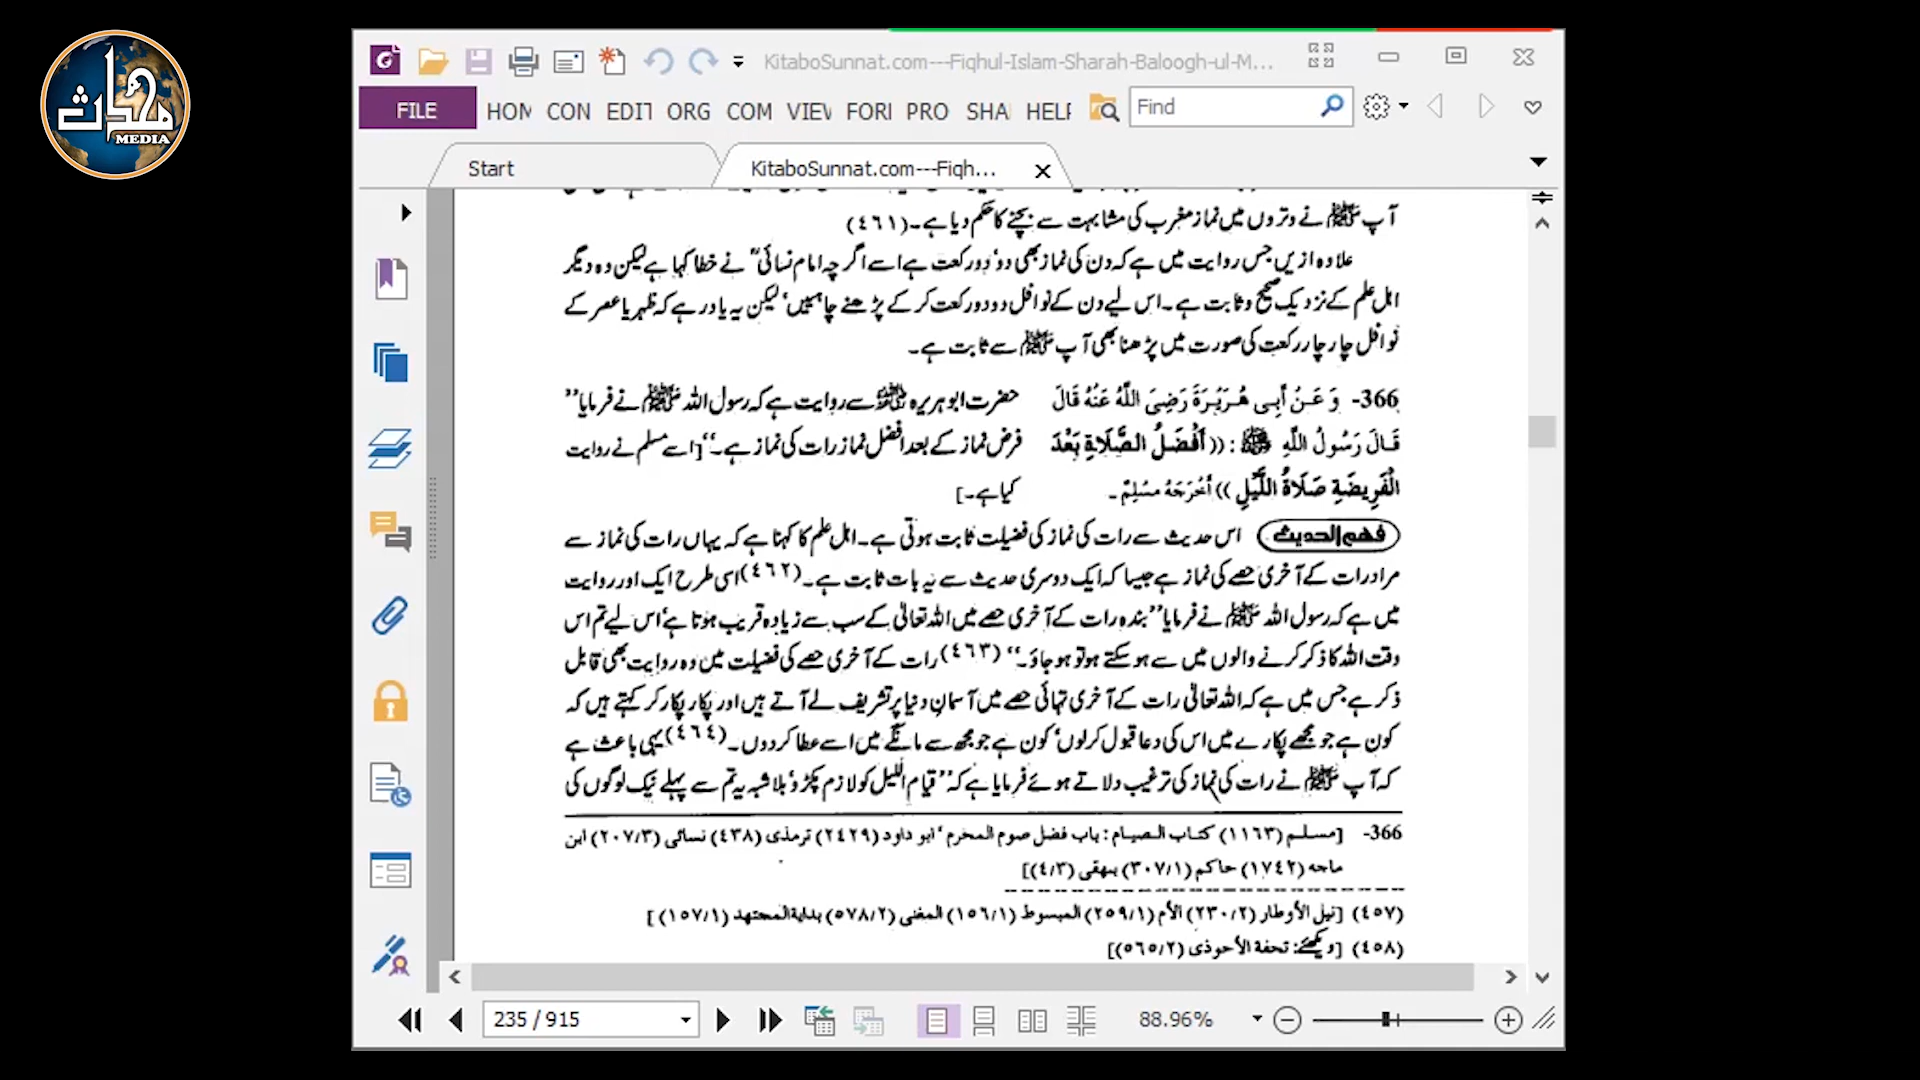 محدث
MEDIA
KitaboSunnat.com---Fiqhul-Islam-Sharah-Baloogh-ul-M...
FILE HOM CON EDIT ORG COM VIEV FORI PRO SHA HELF Find
Start KitaboSunnat.com---Fiqh...
آپ ﷺ نے وتروں میں نماز مغرب کی مشابہت سے بچنے کا حکم دیا ہے۔(٤٦١)
علاوہ ازیں جس روایت میں ہے کہ دن کی نماز بھی دو' دو رکعت ہے اسے اگرچہ امام نسائیؒ نے خطا کہا ہے لیکن وہ دیگر
اہل علم کے نزدیک صحیح و ثابت ہے۔اس لیے دن کے نوافل دو دو رکعت کر کے پڑھنے چاہئیں' لیکن یہ یاد رہے کہ ظہر یا عصر کے
نوافل چار چار رکعت کی صورت میں پڑھنا بھی آپ ﷺ سے ثابت ہے۔
366- وَعَنْ أَبِى هُرَيْرَةَ رَضِىَ اللَّهُ عَنْهُ قَالَ
قَالَ رَسُولُ اللَّهِ ﷺ : (( أَفْضَلُ الصَّلَاةِ بَعْدَ
الْفَرِيضَةِ صَلَاةُ اللَّيْلِ )) أَخْرَجَهُ مُسْلِمٌ۔
حضرت ابو ہریرہ رضی اللہ عنہ سے روایت ہے کہ رسول اللہ ﷺ نے فرمایا''
فرض نماز کے بعد افضل نماز رات کی نماز ہے۔''[اسے مسلم نے روایت
کیا ہے۔]
فهم الحديث اس حدیث سے رات کی نماز کی فضیلت ثابت ہوتی ہے۔اہل علم کا کہنا ہے کہ یہاں رات کی نماز سے
مراد رات کے آخری حصے کی نماز ہے جیسا کہ ایک دوسری حدیث سے یہ بات ثابت ہے۔(٤٦٢) اسی طرح ایک اور روایت
میں ہے کہ رسول اللہ ﷺ نے فرمایا''بندہ رات کے آخری حصے میں اللہ تعالیٰ کے سب سے زیادہ قریب ہوتا ہے' اس لیے تم اس
وقت اللہ کا ذکر کرنے والوں میں سے ہو سکتے ہو تو ہو جاؤ۔''(٤٦٣) رات کے آخری حصے کی فضیلت میں وہ روایت بھی قابل
ذکر ہے جس میں ہے کہ اللہ تعالیٰ رات کے آخری تہائی حصے میں آسمان دنیا پر تشریف لے آتے ہیں اور پکار پکار کر کہتے ہیں کہ
کون ہے جو مجھے پکارے میں اس کی دعا قبول کرلوں' کون ہے جو مجھ سے مانگے میں اسے عطا کر دوں۔(٤٦٤) یہی باعث ہے
کہ آپ ﷺ نے رات کی نماز کی ترغیب دلاتے ہوئے فرمایا ہے کہ''قیام اللیل کو لازم پکڑو' بلاشبہ یہ تم سے پہلے نیک لوگوں کی
366- [مسلم (١١٦٣) كتاب الصيام : باب فضل صوم المحرم ' ابو داود (٢٤٢٩) ترمذى (٤٣٨) نسائى (٢٠٧/٣) ابن
ماجه (١٧٤٢) حاكم (٣٠٧/١) بيهقى (٤/٣)]
(٤٥٧) [نيل الأوطار (٢٣٠/٢) الأم (٢٥٩/١) المبسوط (١٥٦/١) المغنى (٥٧٨/٢) بداية المجتهد (١٥٧/١)]
(٤٥٨) [دیکھئے: تحفة الأحوذى (٥٦٥/٢)]
235 / 915 88.96%